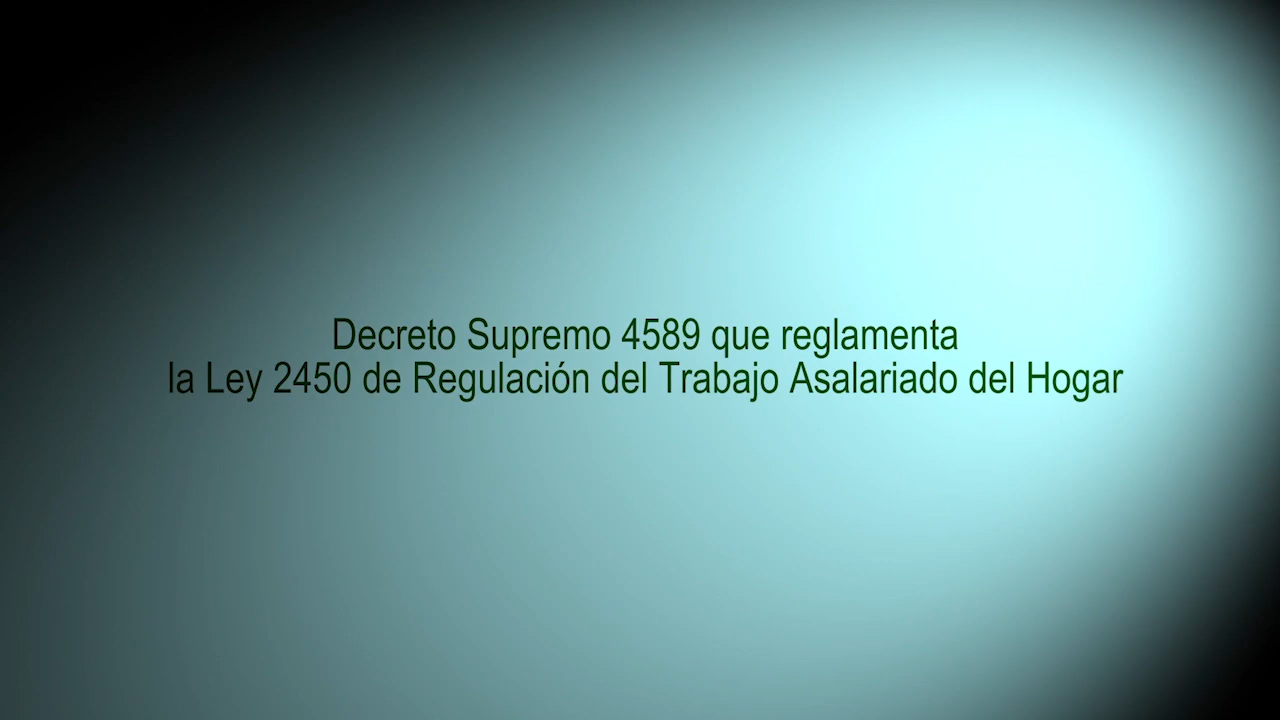 Decreto Supremo 4589 que reglamenta
la Ley 2450 de Regulación del Trabajo Asalariado del Hogar